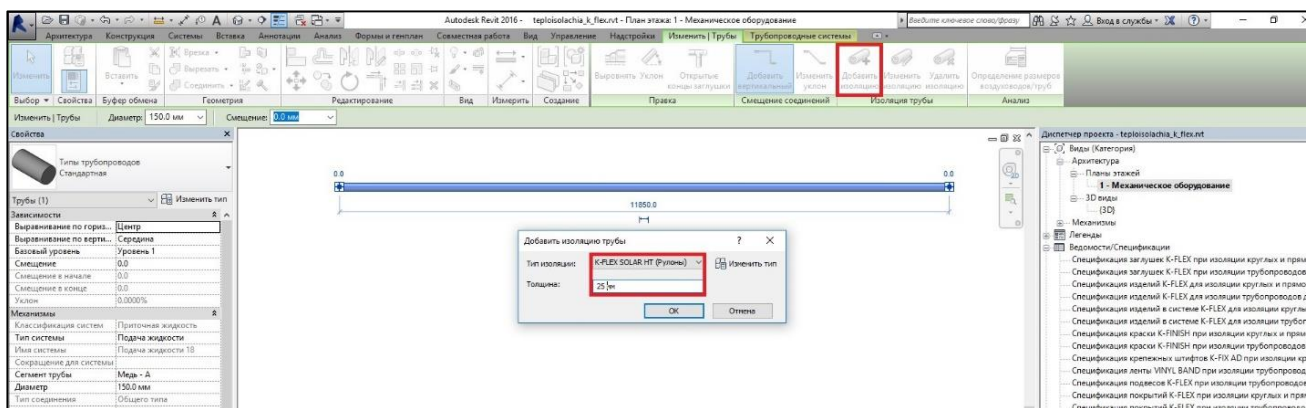 Autodesk Revit 2016 - teploisolachia_k_flex.rvt - План этажа: 1 - Механическое оборудование
Введите ключевое слово/фразу
Вход в службы
Архитектура Конструкция Системы Вставка Аннотации Анализ Формы и генплан Совместная работа Вид Управление Надстройки Изменить | Трубы Трубопроводные системы
Изменить Вставить Врезка Вырезать Соединить Выровнять Уклон Открытые концы заглушки Добавить вертикальный Изменить уклон Добавить изоляцию Изменить изоляцию Удалить изоляцию Определение размеров воздуховодов/труб
Выбор Свойства Буфер обмена Геометрия Редактирование Вид Измерить Создание Правка Смещение соединений Изоляция трубы Анализ
Изменить | Трубы Диаметр: 150.0 мм Смещение: 0.0 мм
Свойства
Типы трубопроводов
Стандартная
Трубы (1) Изменить тип
Зависимости
Выравнивание по гориз... Центр
Выравнивание по верти... Середина
Базовый уровень Уровень 1
Смещение 0.0
Смещение в начале 0.0
Смещение в конце 0.0
Уклон 0.0000%
Механизмы
Классификация систем Приточная жидкость
Тип системы Подача жидкости
Имя системы Подача жидкости 18
Сокращение для системы
Сегмент трубы Медь - A
Диаметр 150.0 мм
Тип соединения Общего типа
0.0 0.0
11850.0
Добавить изоляцию трубы ? X
Тип изоляции: K-FLEX SOLAR HT (Рулоны) Изменить тип
Толщина: 25 мм
OK Отмена
Диспетчер проекта - teploisolachia_k_flex.rvt
Виды (Категория)
Архитектура
Планы этажей
1 - Механическое оборудование
3D виды
{3D}
Механизмы
Легенды
Ведомости/Спецификации
Спецификация заглушек K-FLEX при изоляции круглых и прям
Спецификация заглушек K-FLEX при изоляции трубопроводов
Спецификация изделий K-FLEX для изоляции круглых и прямо
Спецификация изделий K-FLEX для изоляции трубопроводов д
Спецификация изделий в системе K-FLEX для изоляции круглы
Спецификация изделий в системе K-FLEX для изоляции трубог
Спецификация краски K-FINISH при изоляции круглых и прям
Спецификация краски K-FINISH при изоляции трубопроводов
Спецификация крепежных штифтов K-FIX AD при изоляции кр
Спецификация ленты VINYL BAND при изоляции трубопровод
Спецификация подвесов K-FLEX при изоляции трубопроводов
Спецификация покрытий K-FLEX при изоляции круглых и прям
Спецификация покрытий K-FLEX при изоляции трубопроводов